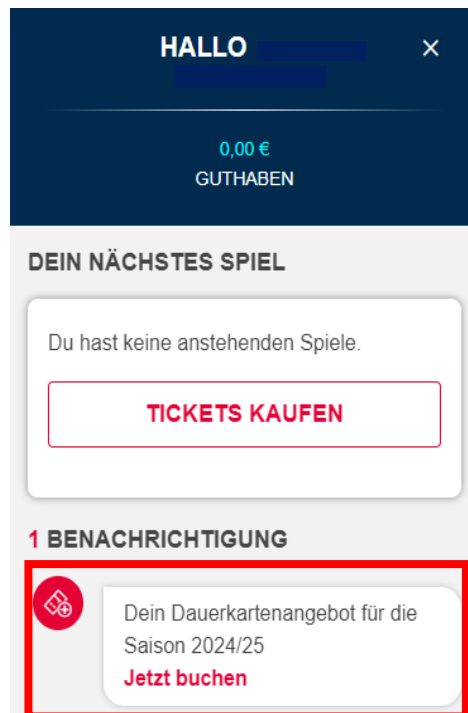 HALLO
0,00 €
GUTHABEN
DEIN NÄCHSTES SPIEL
Du hast keine anstehenden Spiele.
TICKETS KAUFEN
1 BENACHRICHTIGUNG
Dein Dauerkartenangebot für die
Saison 2024/25
Jetzt buchen